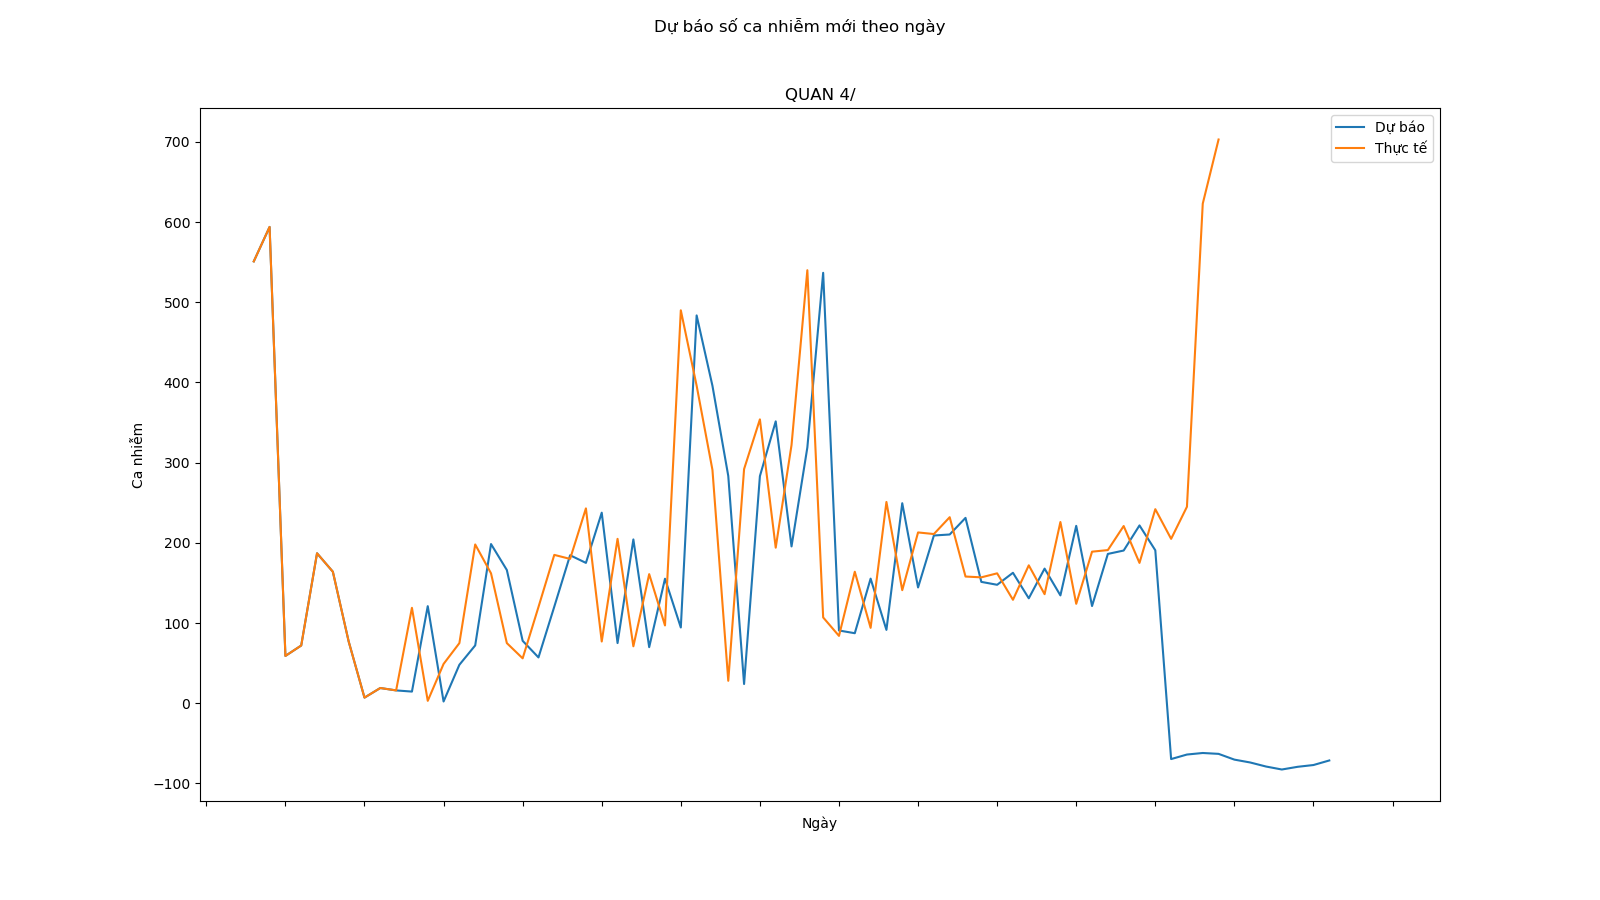 Dự báo số ca nhiễm mới theo ngày
QUAN 4/
Dự báo
Thực tế
700
600
500
400
300
200
100
0
−100
Ca nhiễm
Ngày